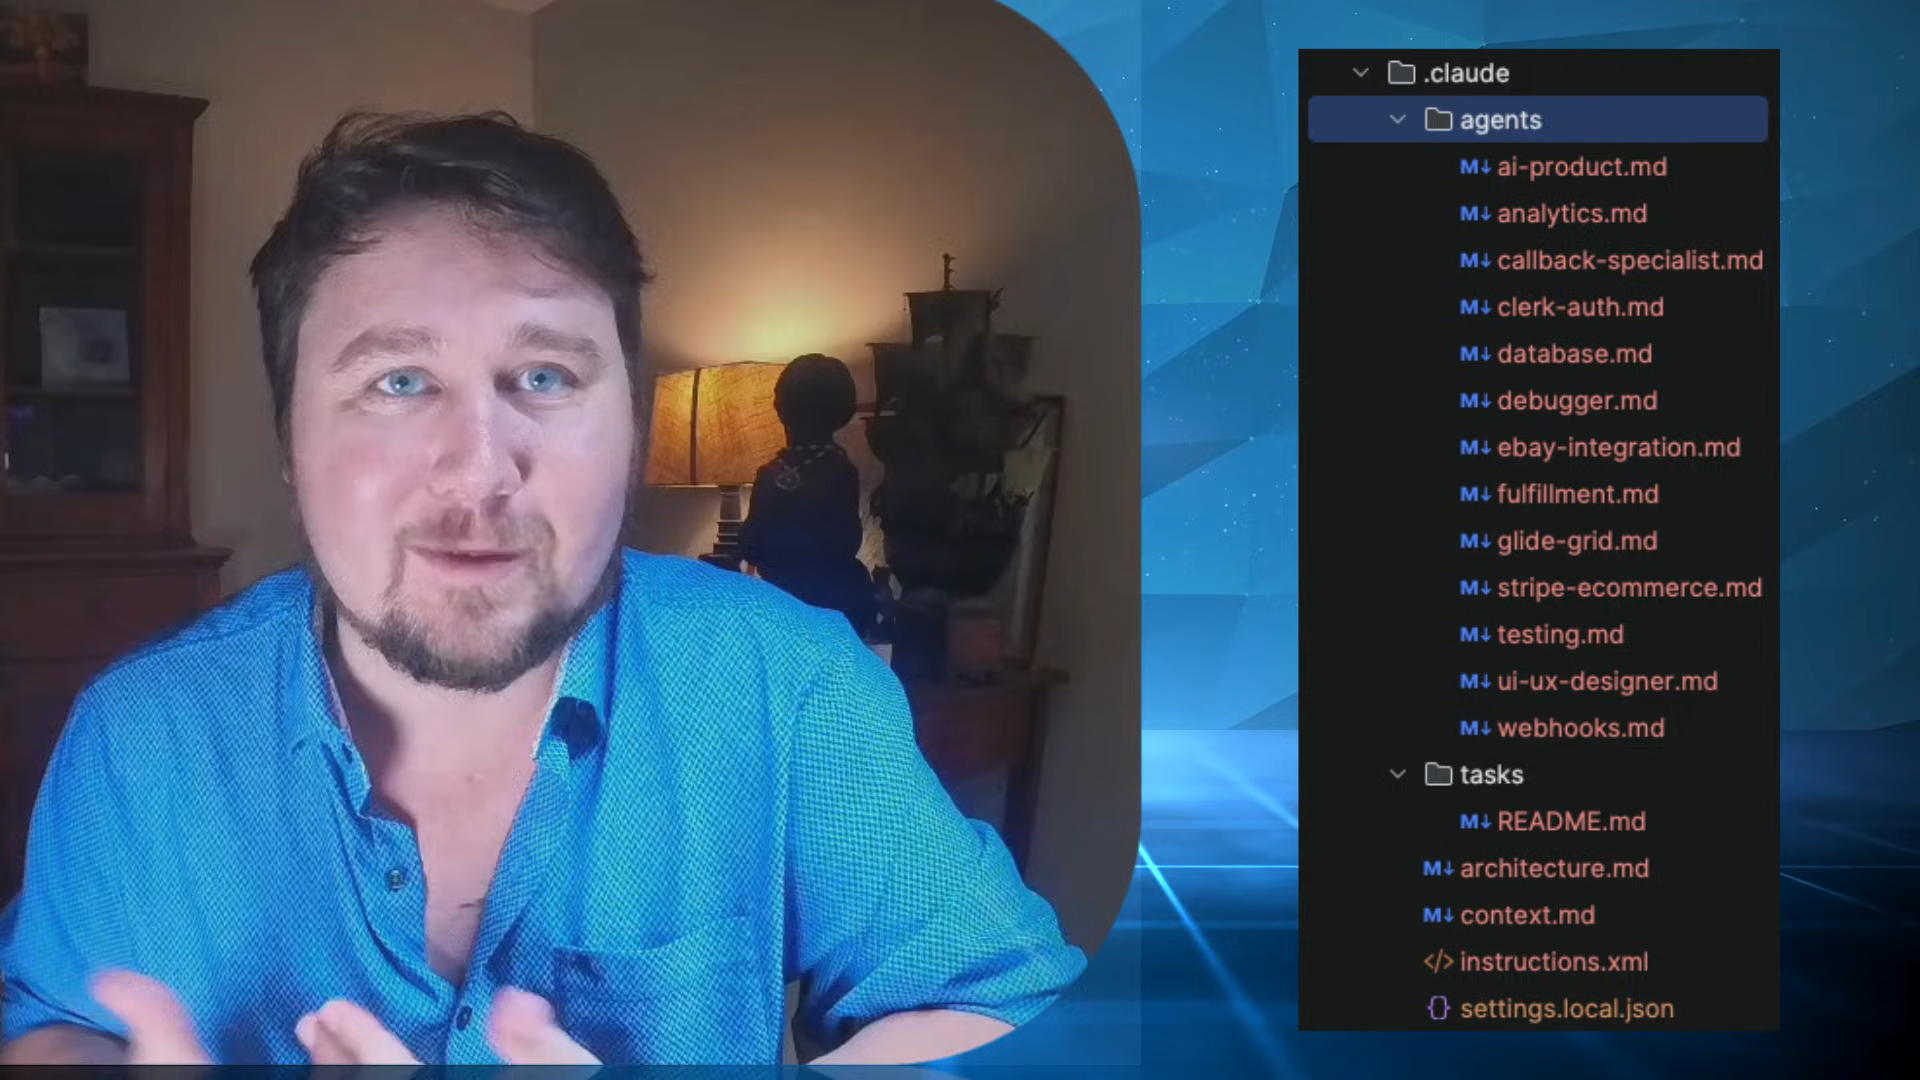 .claude
agents
M↓ ai-product.md
M↓ analytics.md
M↓ callback-specialist.md
M↓ clerk-auth.md
M↓ database.md
M↓ debugger.md
M↓ ebay-integration.md
M↓ fulfillment.md
M↓ glide-grid.md
M↓ stripe-ecommerce.md
M↓ testing.md
M↓ ui-ux-designer.md
M↓ webhooks.md
tasks
M↓ README.md
M↓ architecture.md
M↓ context.md
</> instructions.xml
{} settings.local.json